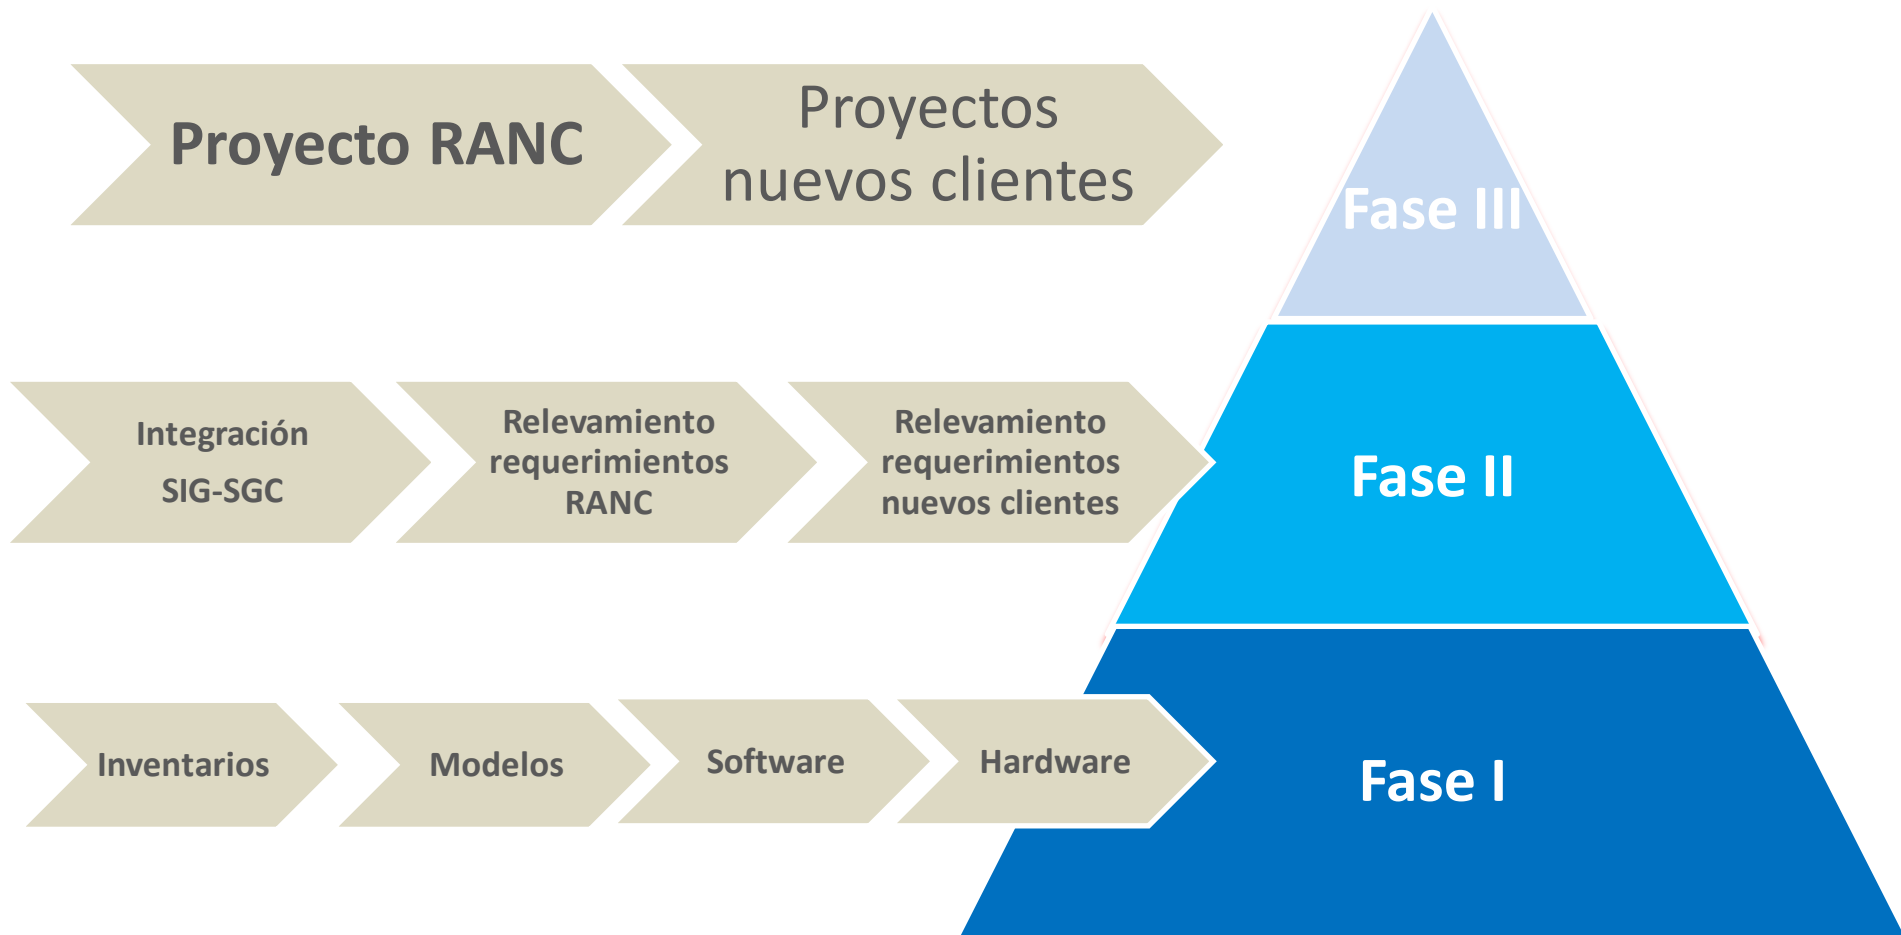 Proyecto RANC
Proyectos
nuevos clientes
Fase III
Integración
SIG-SGC
Relevamiento
requerimientos
RANC
Relevamiento
requerimientos
nuevos clientes
Fase II
Inventarios
Modelos
Software
Hardware
Fase I